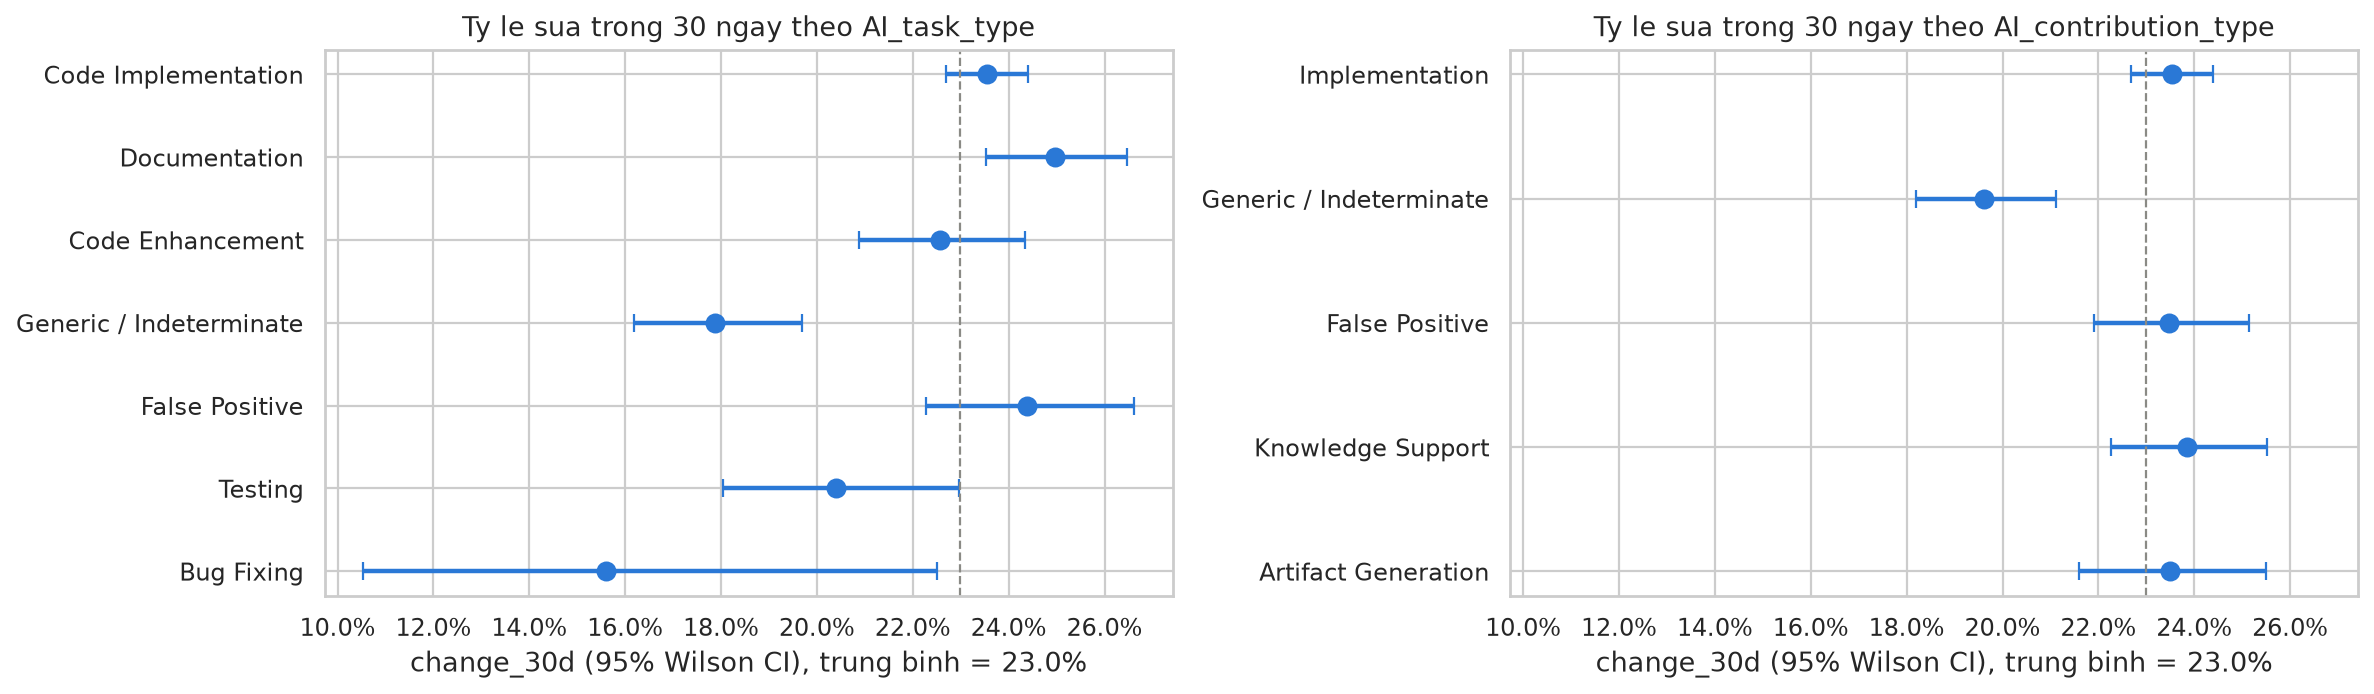 Ty le sua trong 30 ngay theo AI_task_type
Code Implementation
Documentation
Code Enhancement
Generic / Indeterminate
False Positive
Testing
Bug Fixing
10.0% 12.0% 14.0% 16.0% 18.0% 20.0% 22.0% 24.0% 26.0%
change_30d (95% Wilson CI), trung binh = 23.0%
Ty le sua trong 30 ngay theo AI_contribution_type
Implementation
Generic / Indeterminate
False Positive
Knowledge Support
Artifact Generation
10.0% 12.0% 14.0% 16.0% 18.0% 20.0% 22.0% 24.0% 26.0%
change_30d (95% Wilson CI), trung binh = 23.0%